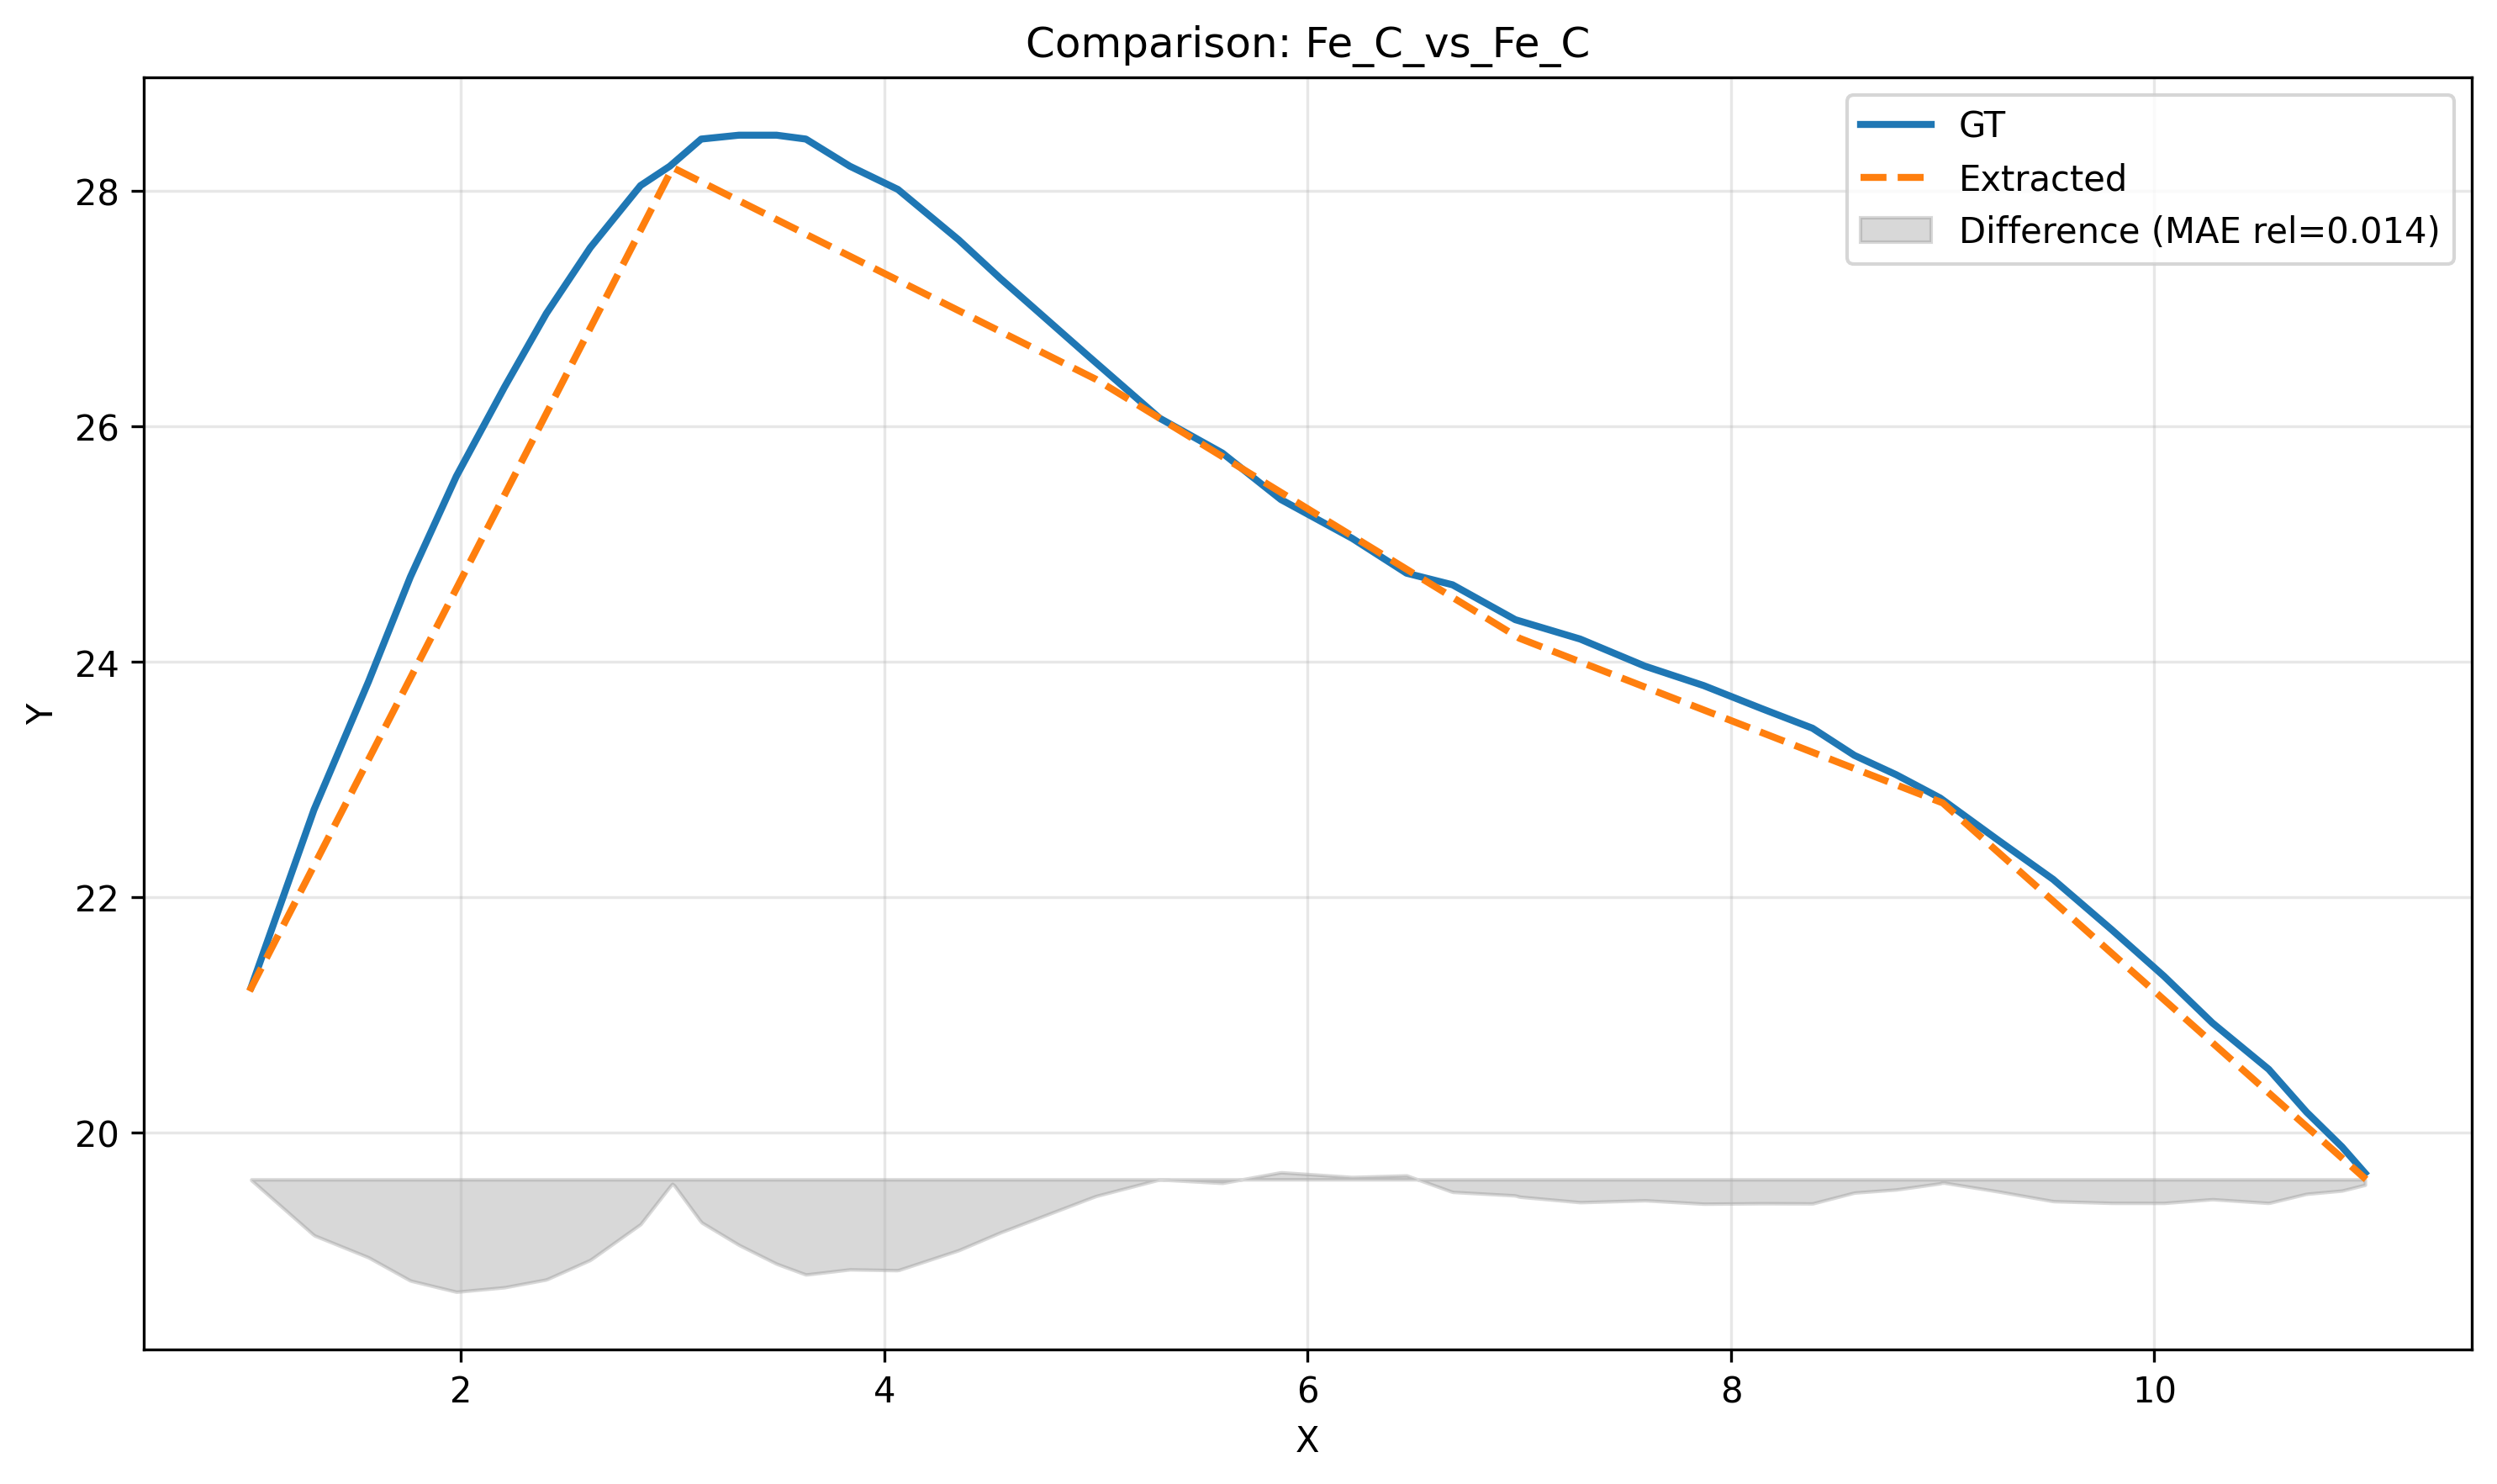 Comparison: Fe_C_vs_Fe_C
GT
Extracted
Difference (MAE rel=0.014)
28
26
24
22
20
Y
2 4 6 8 10
X